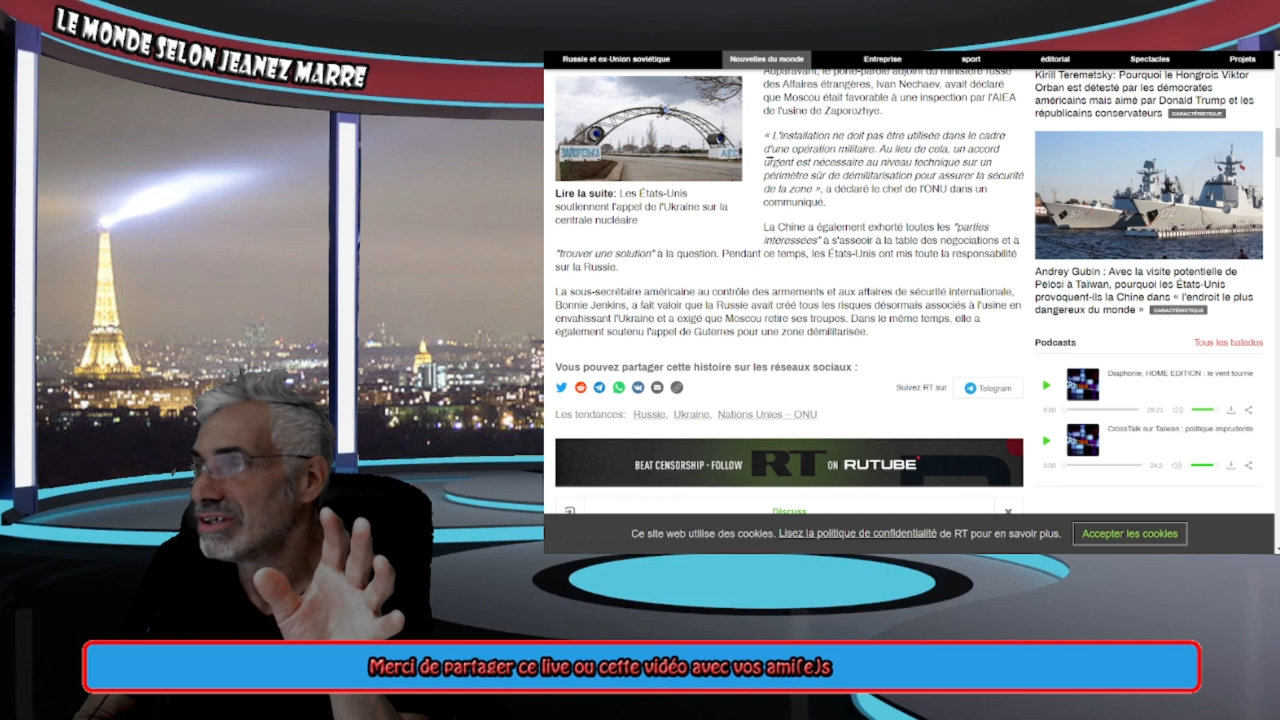 LE MONDE SELON JEANEZ MARRE
Russie et ex-Union soviétique
Nouvelles du monde
Entreprise
sport
éditorial
Spectacles
Projets
ЗАПОРІЗЬКА
АЕС
Lire la suite: Les États-Unis
soutiennent l'appel de l'Ukraine sur la
centrale nucléaire
Auparavant, le porte-parole adjoint du ministère russe
des Affaires étrangères, Ivan Nechaev, avait déclaré
que Moscou était favorable à une inspection par l'AIEA
de l'usine de Zaporozhye.
« L'installation ne doit pas être utilisée dans le cadre
d'une opération militaire. Au lieu de cela, un accord
urgent est nécessaire au niveau technique sur un
périmètre sûr de démilitarisation pour assurer la sécurité
de la zone », a déclaré le chef de l'ONU dans un
communiqué.
La Chine a également exhorté toutes les "parties
intéressées" à s'asseoir à la table des négociations et à
"trouver une solution" à la question. Pendant ce temps, les États-Unis ont mis toute la responsabilité
sur la Russie.
La sous-secrétaire américaine au contrôle des armements et aux affaires de sécurité internationale,
Bonnie Jenkins, a fait valoir que la Russie avait créé tous les risques désormais associés à l'usine en
envahissant l'Ukraine et a exigé que Moscou retire ses troupes. Dans le même temps, elle a
également soutenu l'appel de Guterres pour une zone démilitarisée.
Vous pouvez partager cette histoire sur les réseaux sociaux :
Suivez RT sur
Telegram
Les tendances: Russie, Ukraine, Nations Unies – ONU
BEAT CENSORSHIP - FOLLOW RT ON RUTUBE
Discuss
Kirill Teremetsky: Pourquoi le Hongrois Viktor
Orban est détesté par les démocrates
américains mais aimé par Donald Trump et les
républicains conservateurs CARACTÉRISTIQUE
571
174
Andrey Gubin : Avec la visite potentielle de
Pelosi à Taïwan, pourquoi les États-Unis
provoquent-ils la Chine dans « l'endroit le plus
dangereux du monde » CARACTÉRISTIQUE
Podcasts
Tous les balados
Diaphonie, HOME EDITION : le vent tourne
0:00
26:21
CrossTalk sur Taïwan : politique imprudente
0:00
24:2
Ce site web utilise des cookies. Lisez la politique de confidentialité de RT pour en savoir plus.
Accepter les cookies
Merci de partager ce live ou cette vidéo avec vos ami(e)s